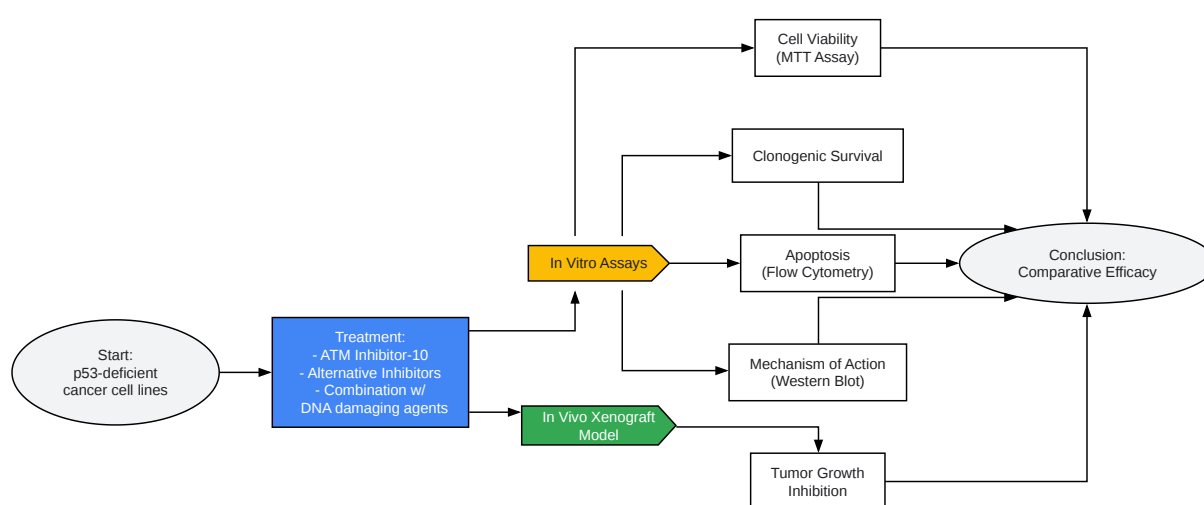 Start:
p53-deficient
cancer cell lines
Treatment:
- ATM Inhibitor-10
- Alternative Inhibitors
- Combination w/
DNA damaging agents
In Vitro Assays
In Vivo Xenograft
Model
Cell Viability
(MTT Assay)
Clonogenic Survival
Apoptosis
(Flow Cytometry)
Mechanism of Action
(Western Blot)
Tumor Growth
Inhibition
Conclusion:
Comparative Efficacy